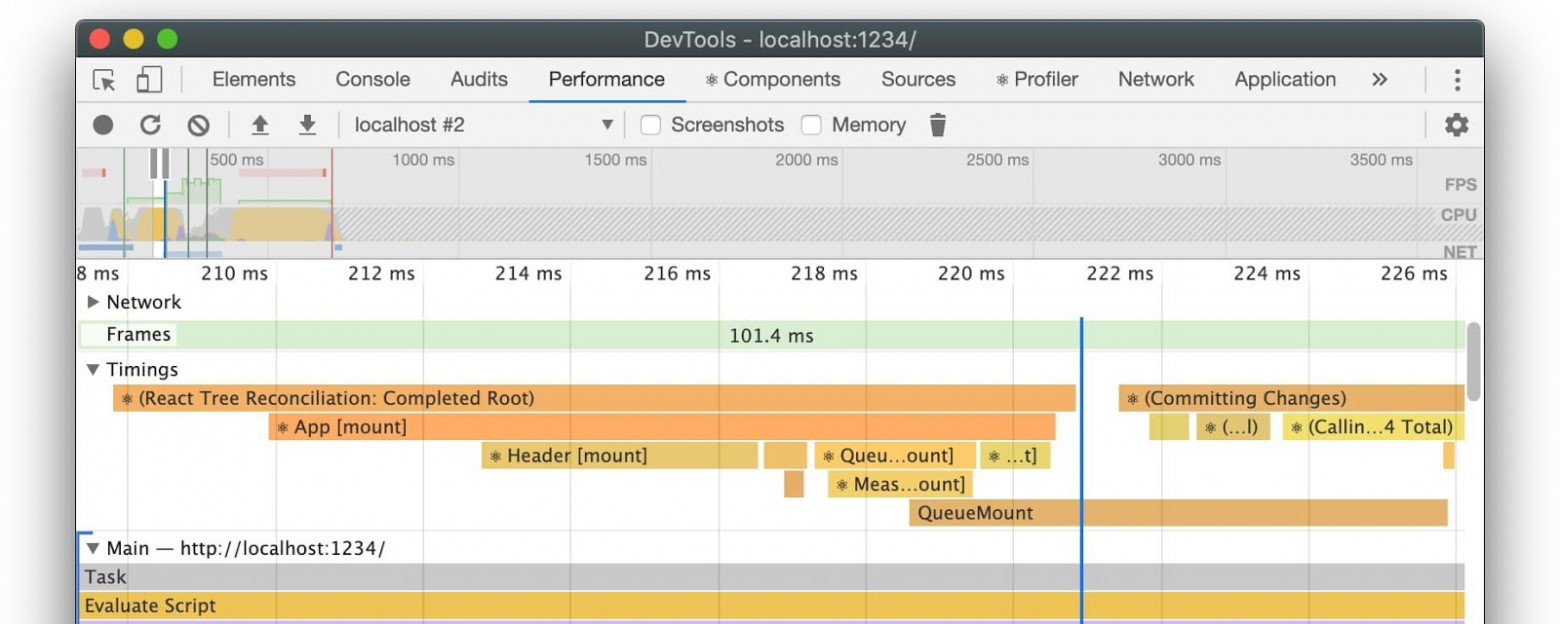 DevTools - localhost:1234/
Elements Console Audits Performance ⚛ Components Sources ⚛ Profiler Network Application »
localhost #2 ▼ Screenshots Memory
500 ms 1000 ms 1500 ms 2000 ms 2500 ms 3000 ms 3500 ms
FPS
CPU
NET
8 ms 210 ms 212 ms 214 ms 216 ms 218 ms 220 ms 222 ms 224 ms 226 ms
▶ Network
Frames 101.4 ms
▼ Timings
⚛ (React Tree Reconciliation: Completed Root) ⚛ (Committing Changes)
⚛ App [mount] ⚛ (...l) ⚛ (Callin...4 Total)
⚛ Header [mount] ⚛ Queu...ount] ⚛ ...t]
⚛ Meas...ount]
QueueMount
▼ Main — http://localhost:1234/
Task
Evaluate Script